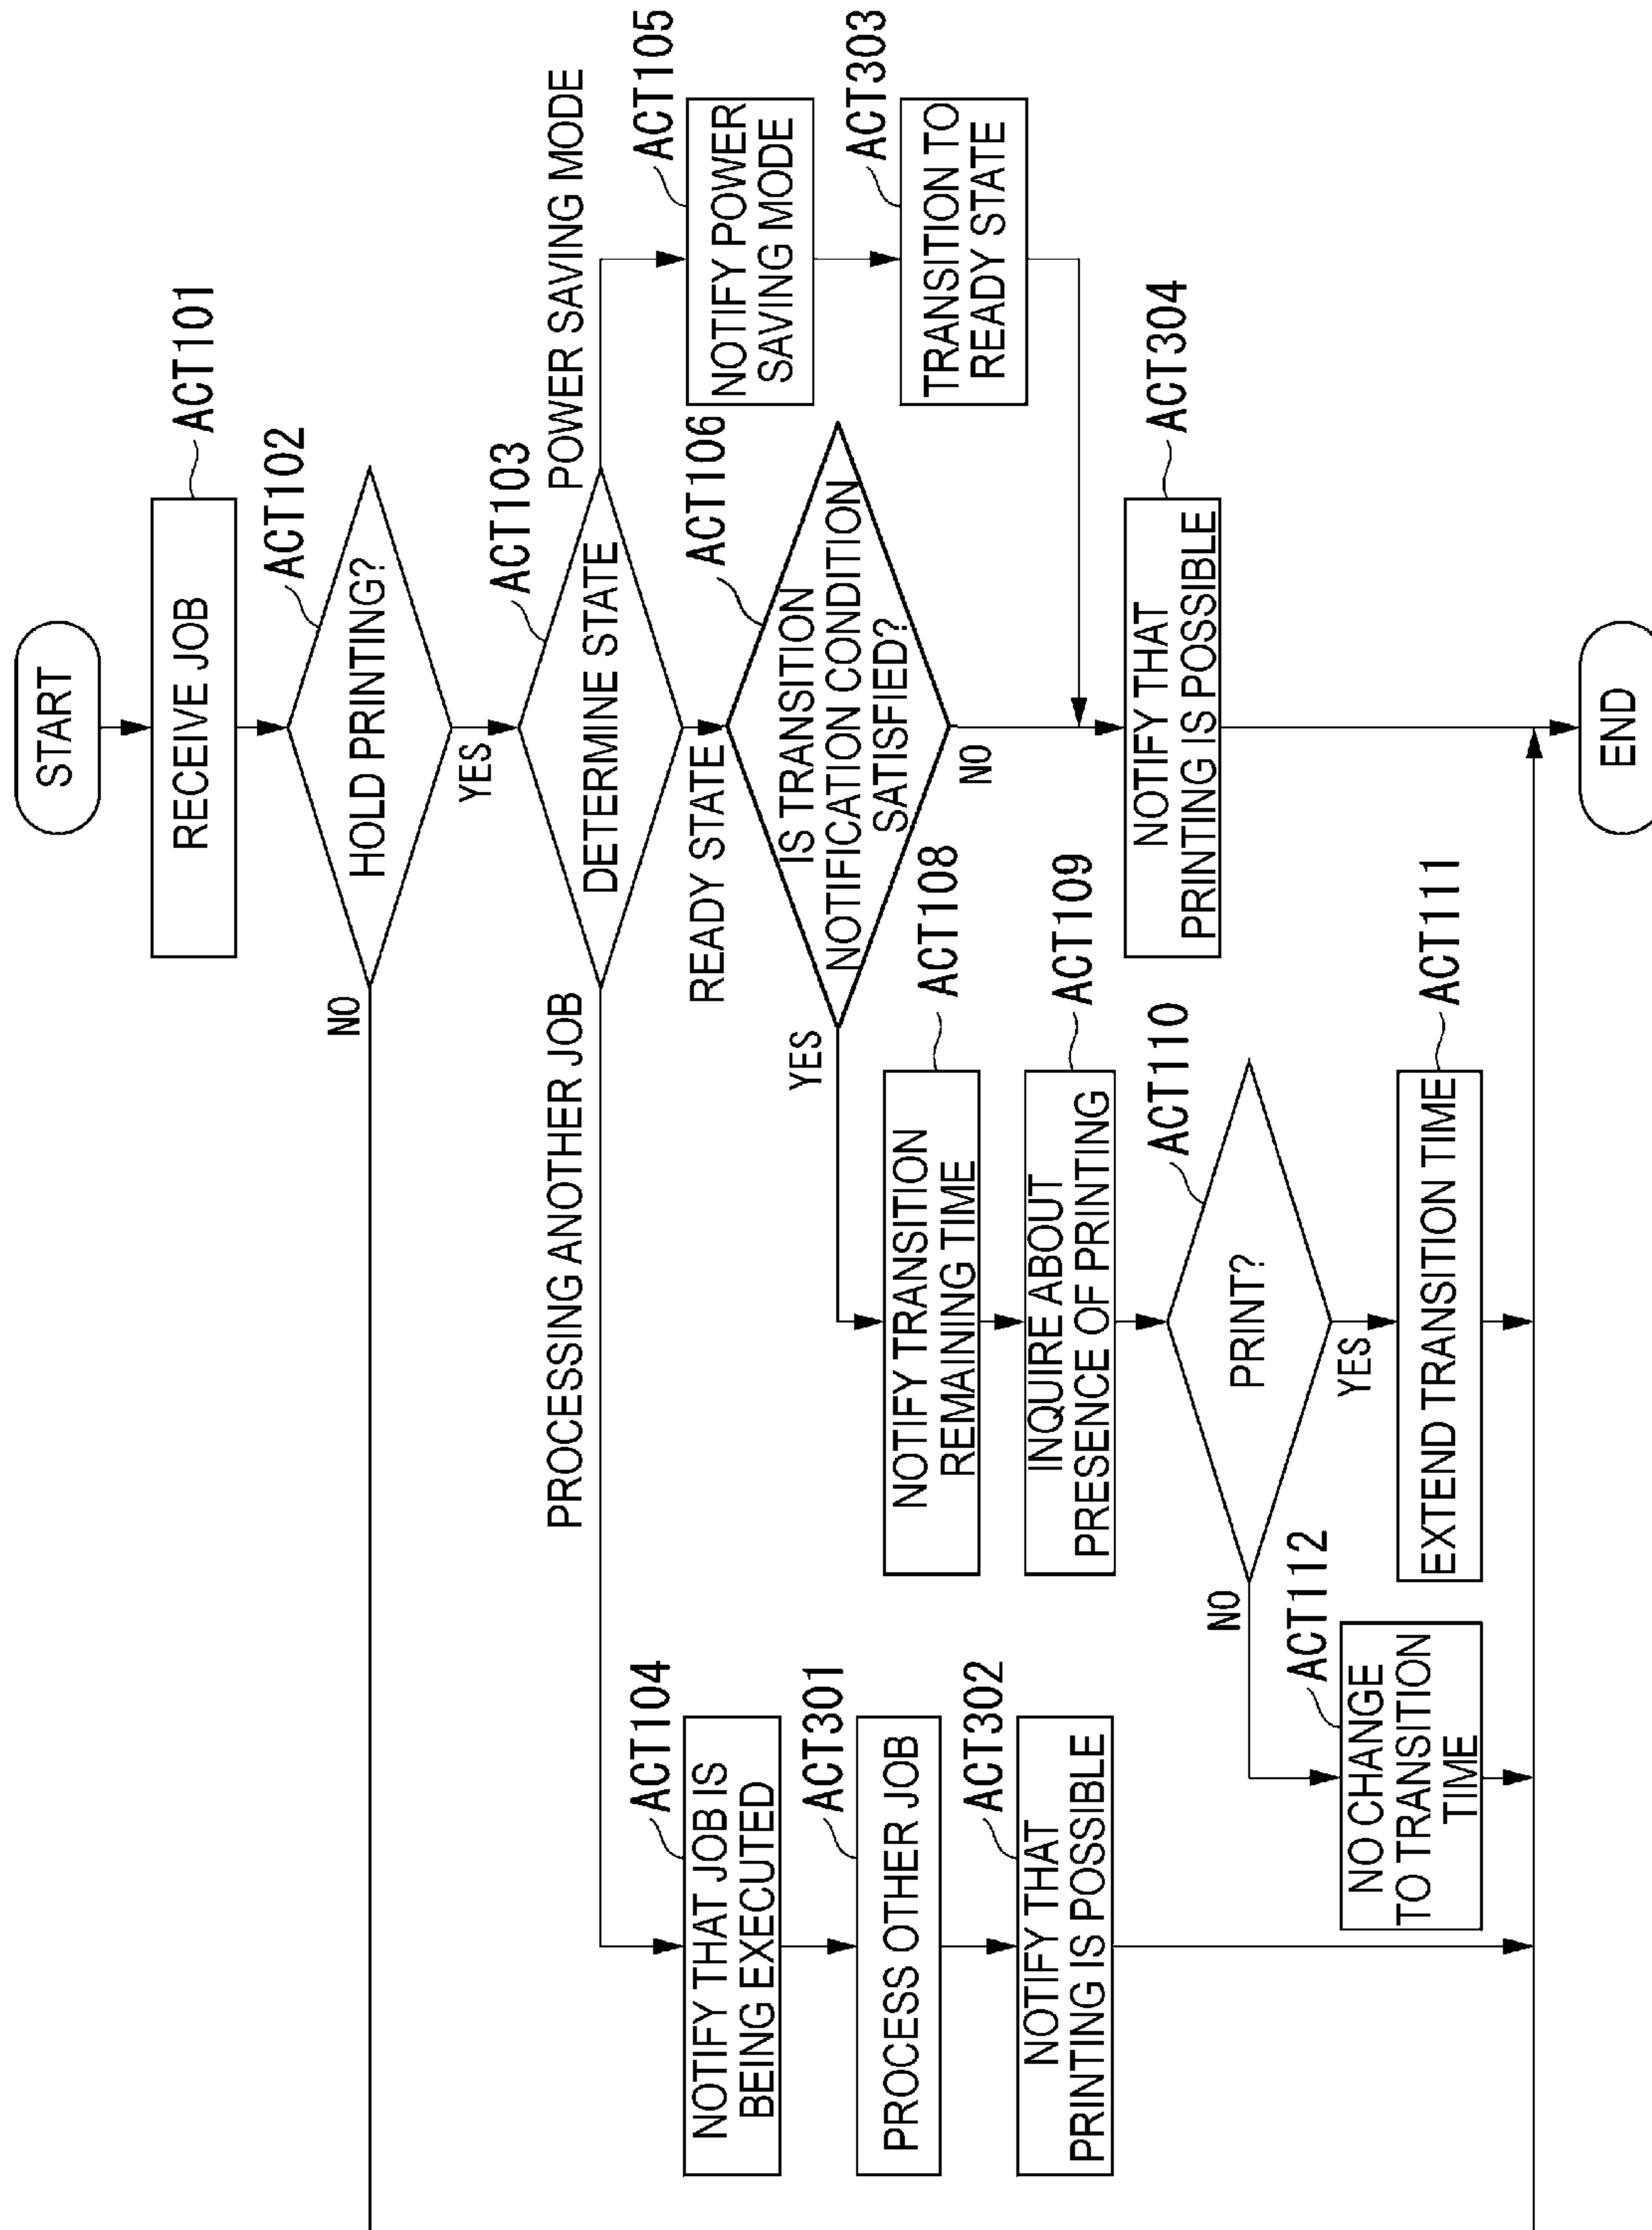 START
RECEIVE JOB
ACT101
HOLD PRINTING?
ACT102
NO
YES
DETERMINE STATE
ACT103
PROCESSING ANOTHER JOB
READY STATE
POWER SAVING MODE
NOTIFY THAT JOB IS
BEING EXECUTED
ACT104
PROCESS OTHER JOB
ACT301
NOTIFY THAT
PRINTING IS POSSIBLE
ACT302
IS TRANSITION
NOTIFICATION CONDITION
SATISFIED?
ACT106
YES
NO
NOTIFY TRANSITION
REMAINING TIME
ACT108
INQUIRE ABOUT
PRESENCE OF PRINTING
ACT109
PRINT?
ACT110
NO
YES
NO CHANGE
TO TRANSITION
TIME
ACT112
EXTEND TRANSITION TIME
ACT111
NOTIFY POWER
SAVING MODE
ACT105
TRANSITION TO
READY STATE
ACT303
NOTIFY THAT
PRINTING IS POSSIBLE
ACT304
END